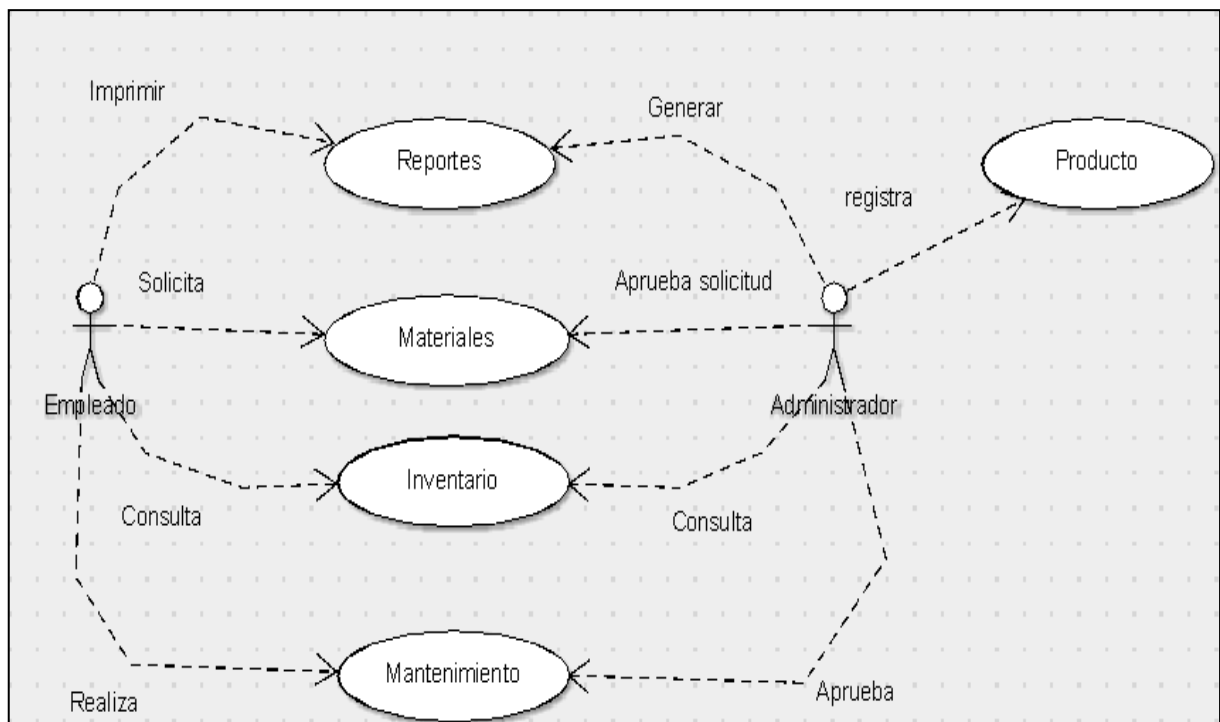 Imprimir
Generar
Reportes
Producto
registra
Solicita
Aprueba solicitud
Materiales
Empleado
Administrador
Inventario
Consulta
Consulta
Mantenimiento
Realiza
Aprueba